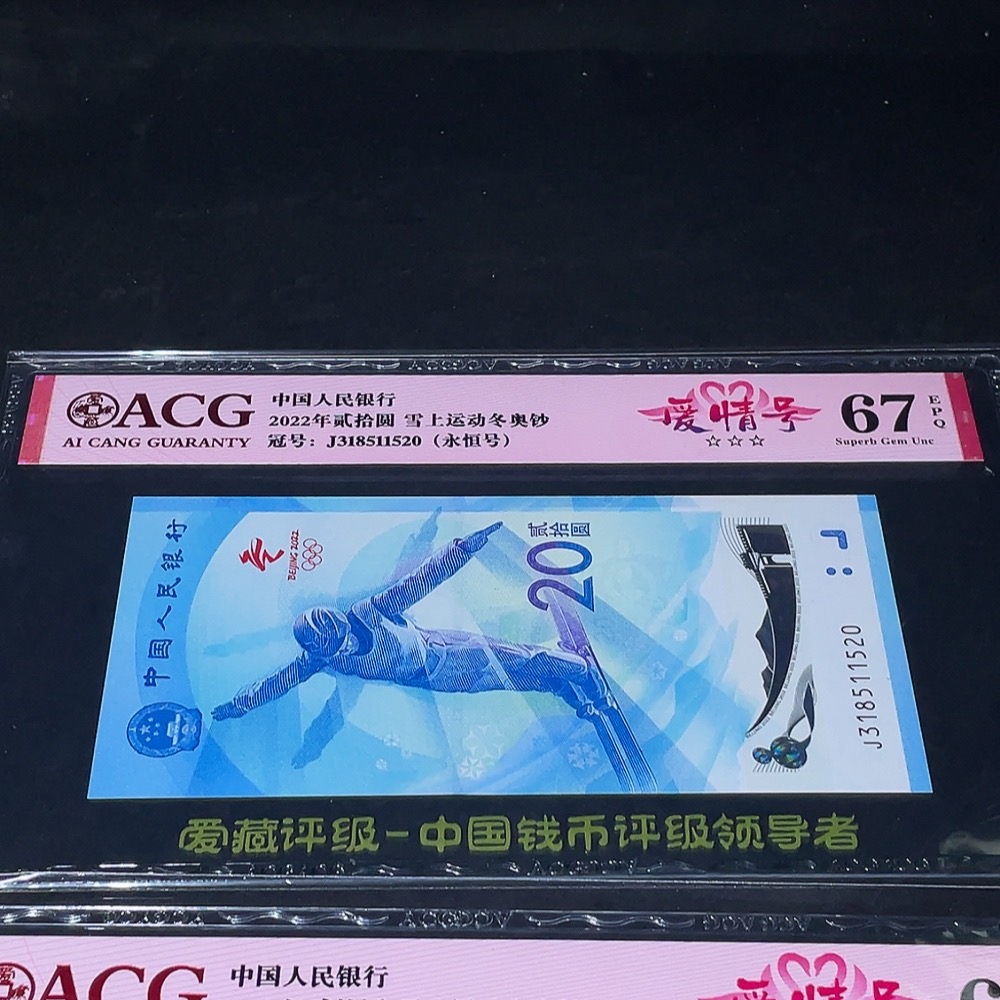 ACG
AI CANG GUARANTY
中国人民银行
2022年贰拾圆 雪上运动冬奥钞
冠号：J318511520（永恒号）
爱情号
☆☆☆
67
EPQ
Superb Gem Unc
中国人民银行
BEIJING 2022
贰拾圆
20
J318511520
爱藏评级－中国钱币评级领导者
ACG
中国人民银行
爱情号